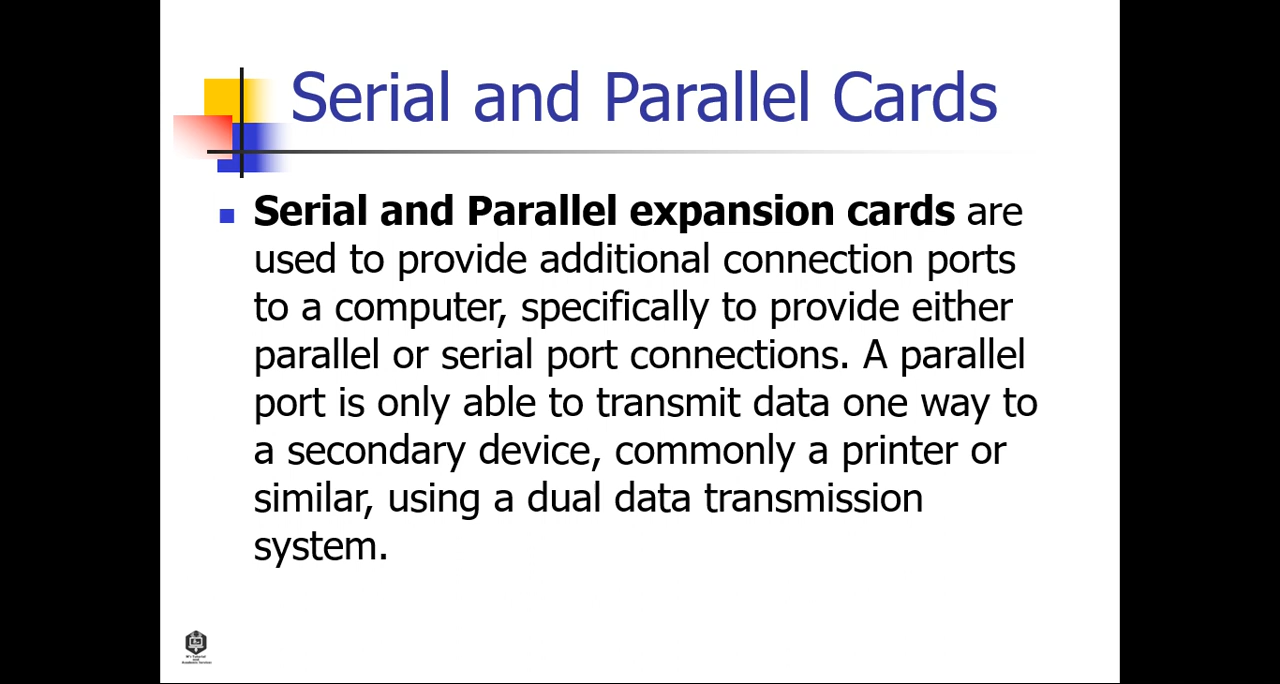 Serial and Parallel Cards
Serial and Parallel expansion cards are
used to provide additional connection ports
to a computer, specifically to provide either
parallel or serial port connections. A parallel
port is only able to transmit data one way to
a secondary device, commonly a printer or
similar, using a dual data transmission
system.